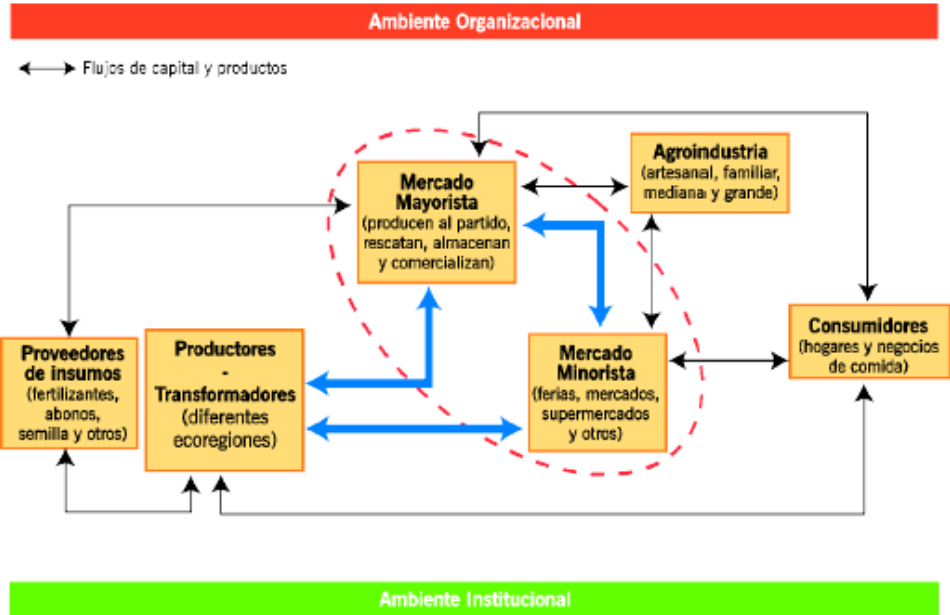 Ambiente Organizacional
Flujos de capital y productos
Mercado
Mayorista
(producen al partido,
rescatan, almacenan
y comercializan)
Agroindustria
(artesanal, familiar,
mediana y grande)
Proveedores
de insumos
(fertilizantes,
abonos,
semilla y otros)
Productores
-
Transformadores
(diferentes
ecoregiones)
Mercado
Minorista
(ferias, mercados,
supermercados
y otros)
Consumidores
(hogares y negocios
de comida)
Ambiente Institucional